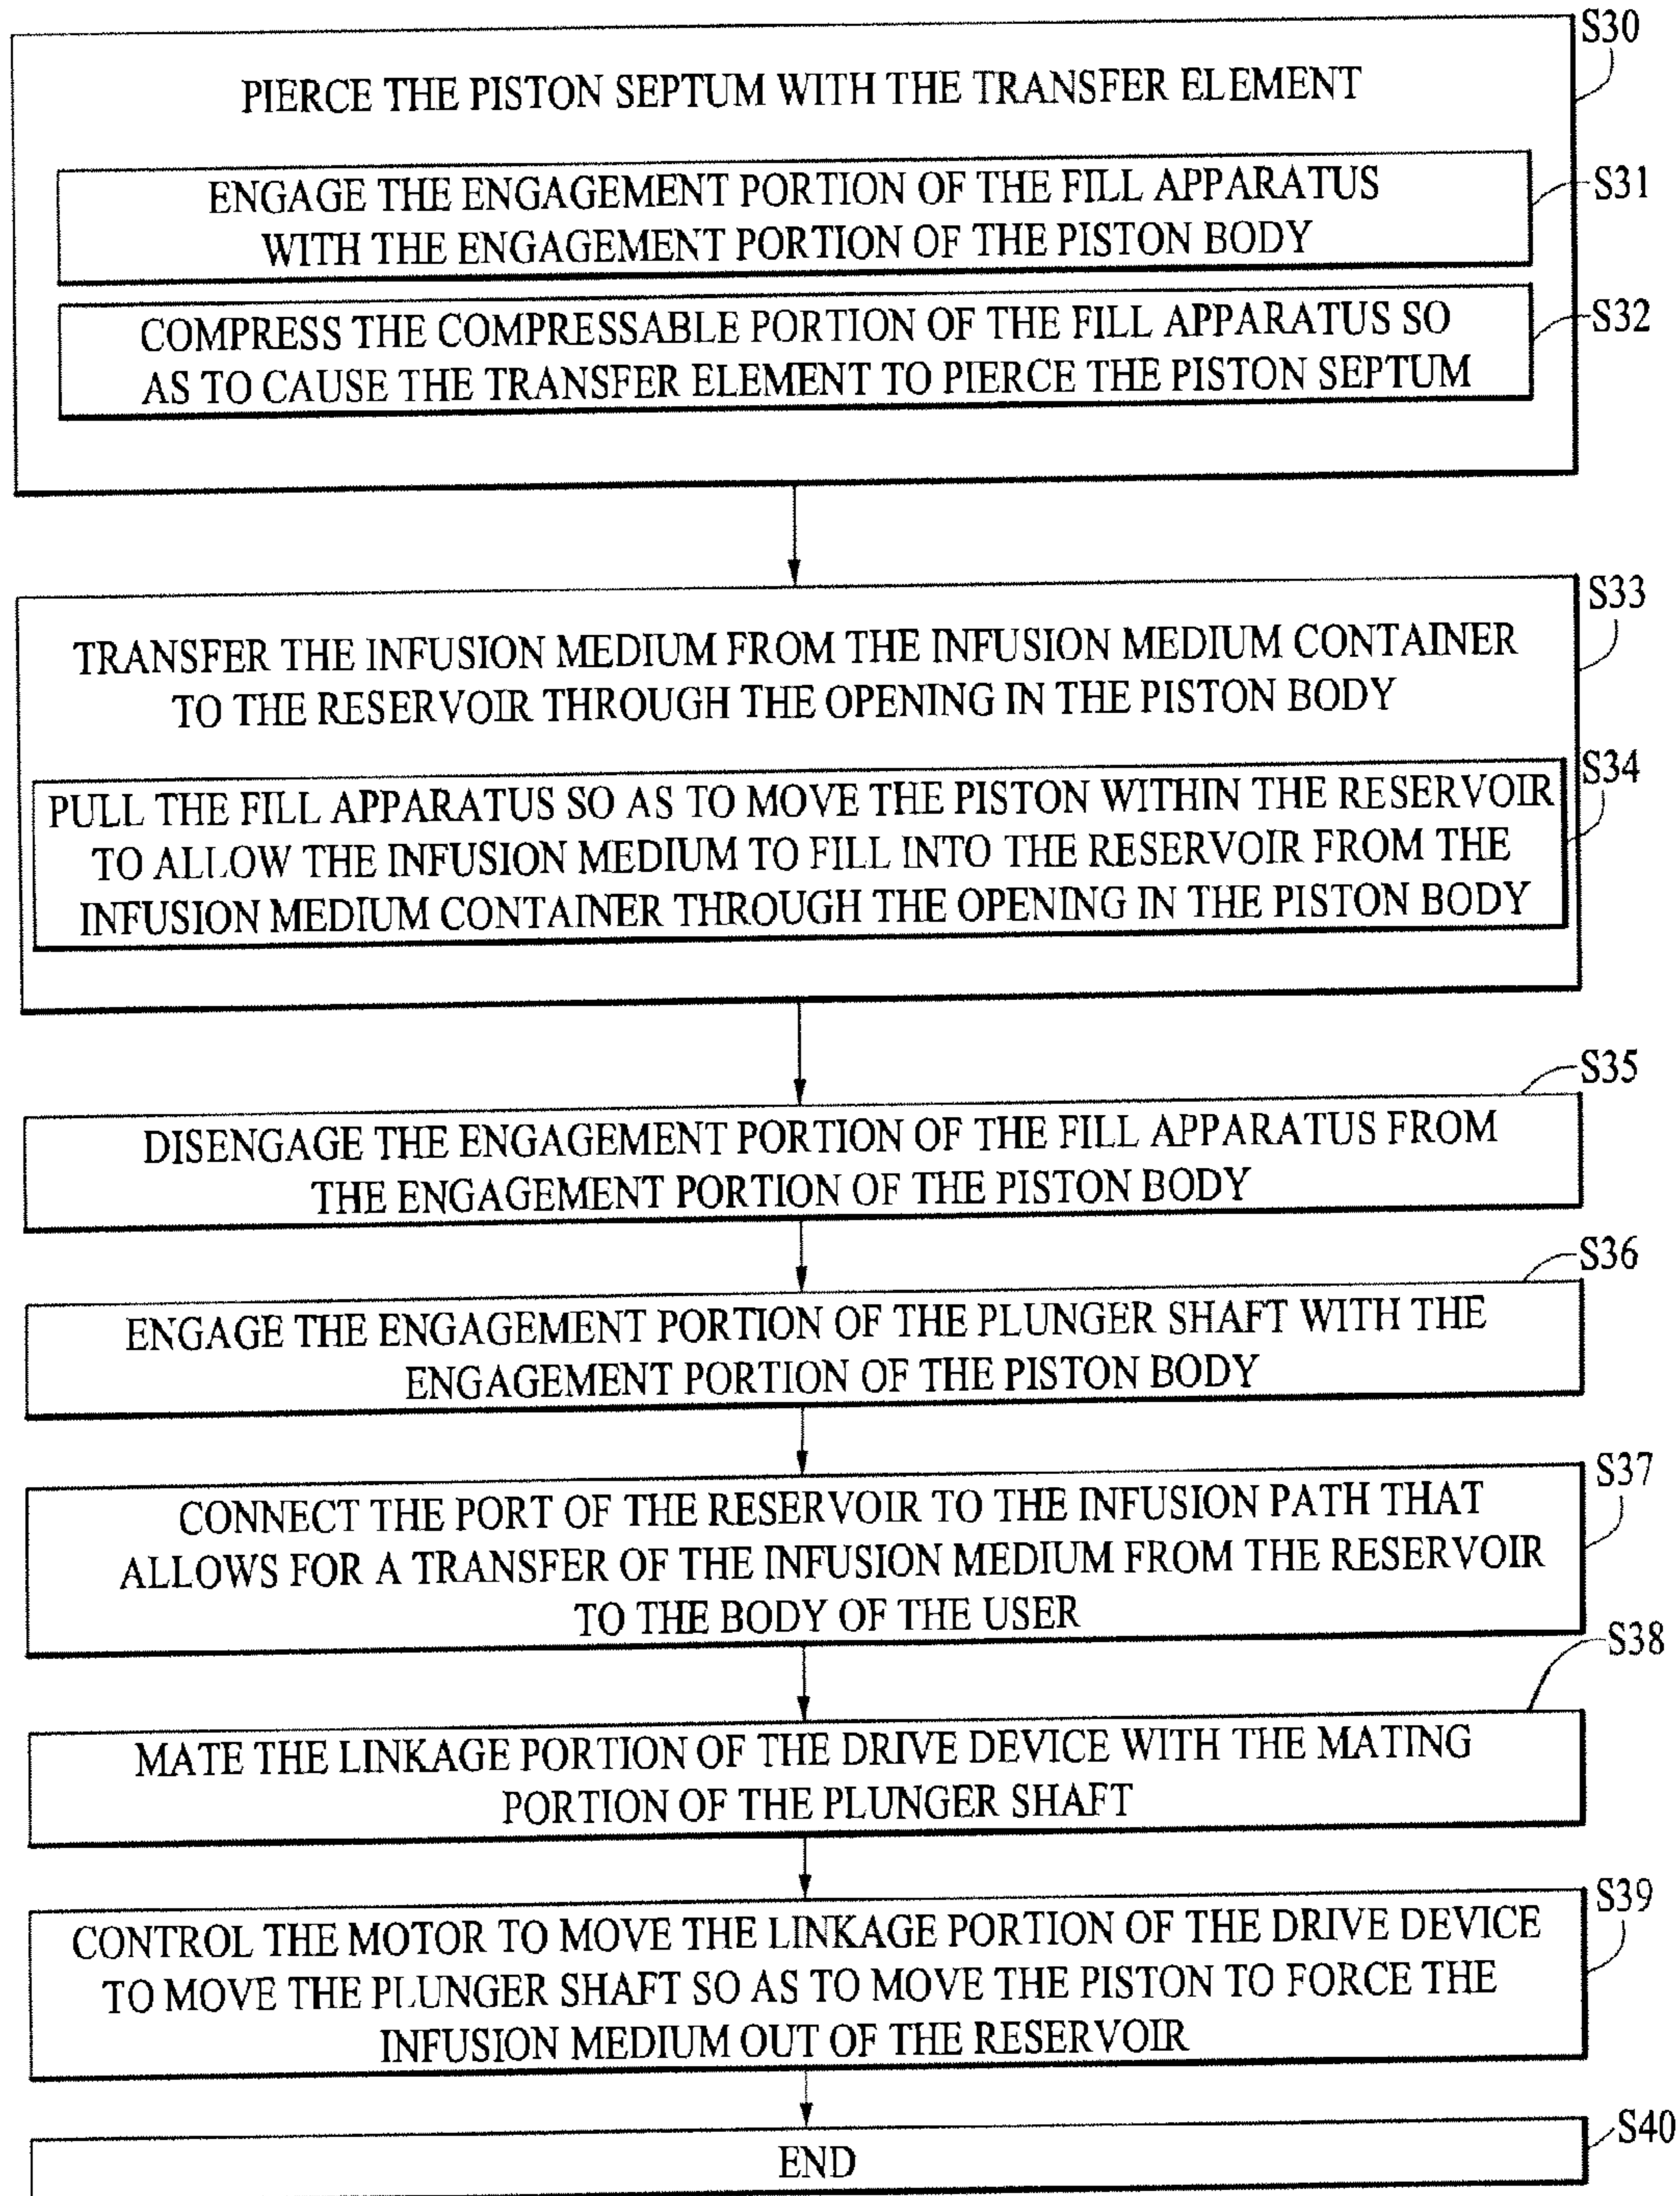 S30
PIERCE THE PISTON SEPTUM WITH THE TRANSFER ELEMENT
ENGAGE THE ENGAGEMENT PORTION OF THE FILL APPARATUS
WITH THE ENGAGEMENT PORTION OF THE PISTON BODY
S31
COMPRESS THE COMPRESSABLE PORTION OF THE FILL APPARATUS SO
AS TO CAUSE THE TRANSFER ELEMENT TO PIERCE THE PISTON SEPTUM
S32
S33
TRANSFER THE INFUSION MEDIUM FROM THE INFUSION MEDIUM CONTAINER
TO THE RESERVOIR THROUGH THE OPENING IN THE PISTON BODY
S34
PULL THE FILL APPARATUS SO AS TO MOVE THE PISTON WITHIN THE RESERVOIR
TO ALLOW THE INFUSION MEDIUM TO FILL INTO THE RESERVOIR FROM THE
INFUSION MEDIUM CONTAINER THROUGH THE OPENING IN THE PISTON BODY
S35
DISENGAGE THE ENGAGEMENT PORTION OF THE FILL APPARATUS FROM
THE ENGAGEMENT PORTION OF THE PISTON BODY
S36
ENGAGE THE ENGAGEMENT PORTION OF THE PLUNGER SHAFT WITH THE
ENGAGEMENT PORTION OF THE PISTON BODY
S37
CONNECT THE PORT OF THE RESERVOIR TO THE INFUSION PATH THAT
ALLOWS FOR A TRANSFER OF THE INFUSION MEDIUM FROM THE RESERVOIR
TO THE BODY OF THE USER
S38
MATE THE LINKAGE PORTION OF THE DRIVE DEVICE WITH THE MATING
PORTION OF THE PLUNGER SHAFT
S39
CONTROL THE MOTOR TO MOVE THE LINKAGE PORTION OF THE DRIVE DEVICE
TO MOVE THE PLUNGER SHAFT SO AS TO MOVE THE PISTON TO FORCE THE
INFUSION MEDIUM OUT OF THE RESERVOIR
S40
END